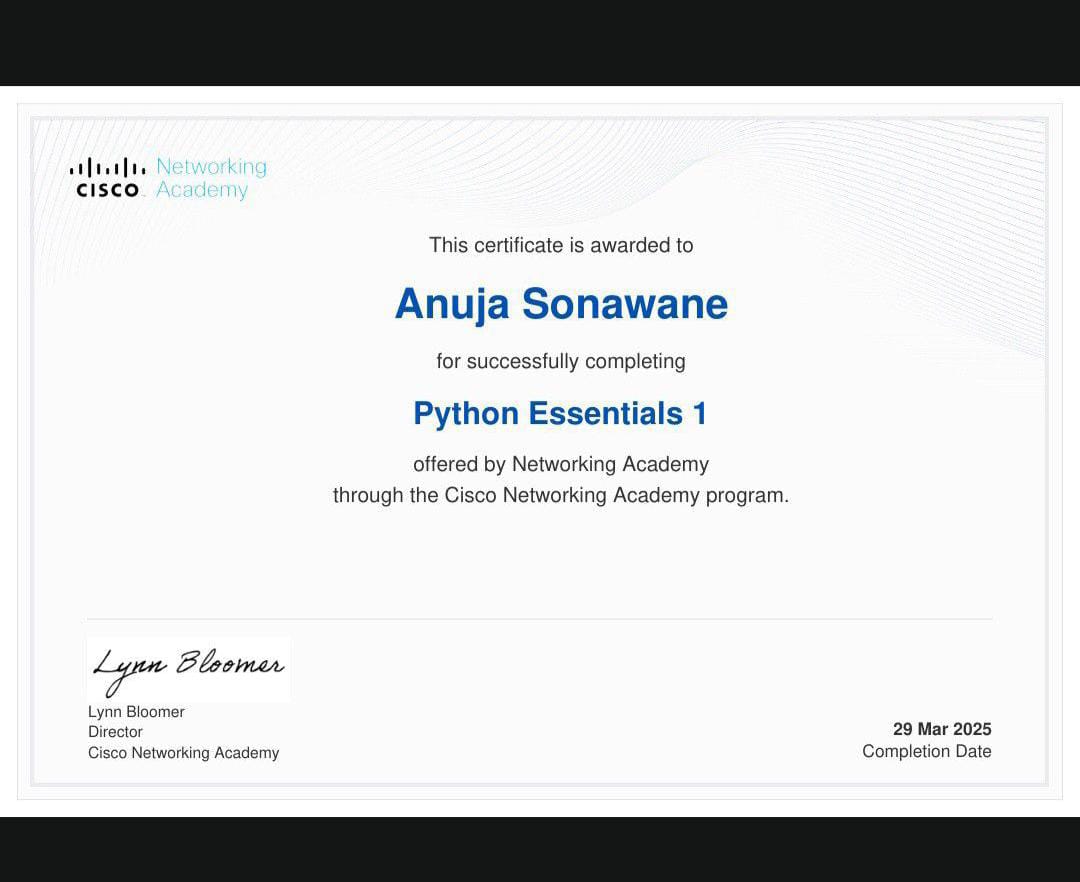 Networking
CISCO Academy
This certificate is awarded to
Anuja Sonawane
for successfully completing
Python Essentials 1
offered by Networking Academy
through the Cisco Networking Academy program.
Lynn Bloomer
Lynn Bloomer
Director
Cisco Networking Academy
29 Mar 2025
Completion Date